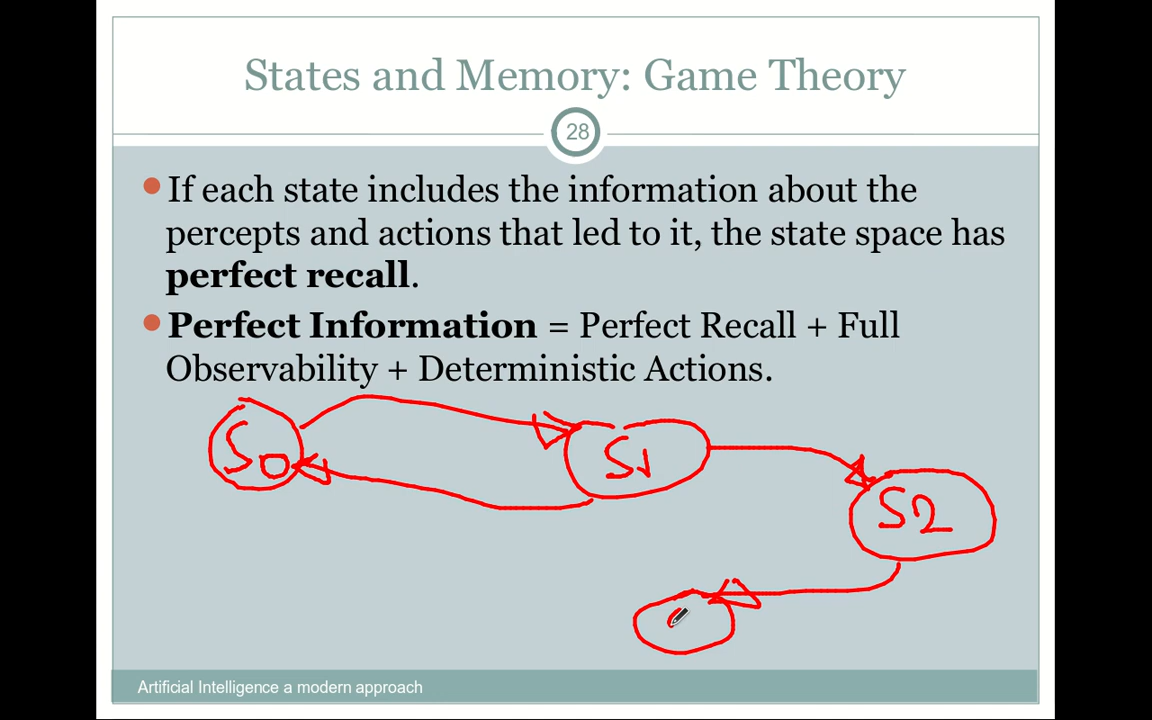 States and Memory: Game Theory
28
If each state includes the information about the
percepts and actions that led to it, the state space has
perfect recall.
Perfect Information = Perfect Recall + Full
Observability + Deterministic Actions.
S0
S1
S2
Artificial Intelligence a modern approach